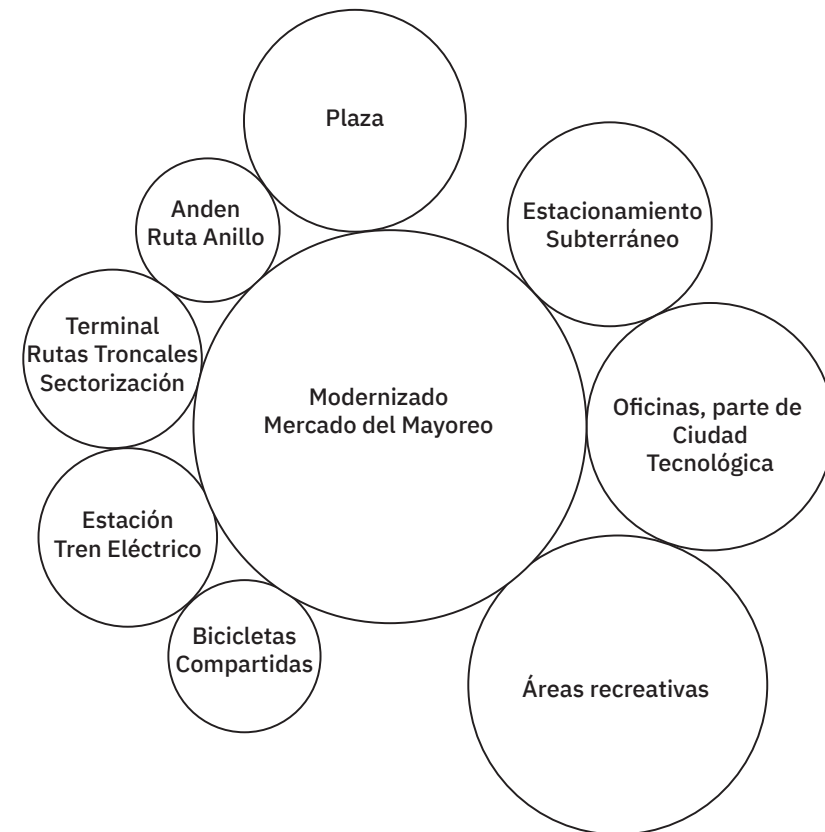 Plaza
Anden
Ruta Anillo
Estacionamiento
Subterráneo
Terminal
Rutas Troncales
Sectorización
Modernizado
Mercado del Mayoreo
Oficinas, parte de
Ciudad
Tecnológica
Estación
Tren Eléctrico
Bicicletas
Compartidas
Áreas recreativas